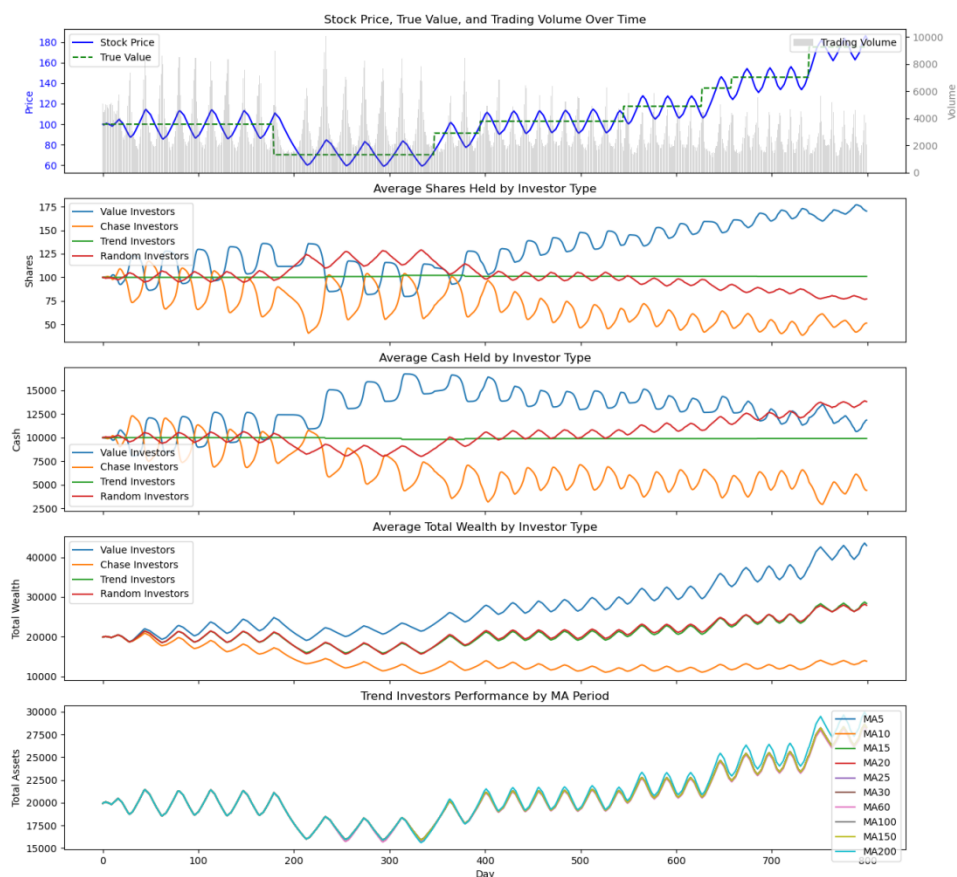 Stock Price, True Value, and Trading Volume Over Time
Stock Price
True Value
Trading Volume
Price
180
160
140
120
100
80
60
Volume
10000
8000
6000
4000
2000
0
Average Shares Held by Investor Type
Value Investors
Chase Investors
Trend Investors
Random Investors
Shares
175
150
125
100
75
50
Average Cash Held by Investor Type
Value Investors
Chase Investors
Trend Investors
Random Investors
Cash
15000
12500
10000
7500
5000
2500
Average Total Wealth by Investor Type
Value Investors
Chase Investors
Trend Investors
Random Investors
Total Wealth
40000
30000
20000
10000
Trend Investors Performance by MA Period
MA5
MA10
MA15
MA20
MA25
MA30
MA60
MA100
MA150
MA200
Total Assets
30000
27500
25000
22500
20000
17500
15000
0 100 200 300 400 500 600 700 800
Day